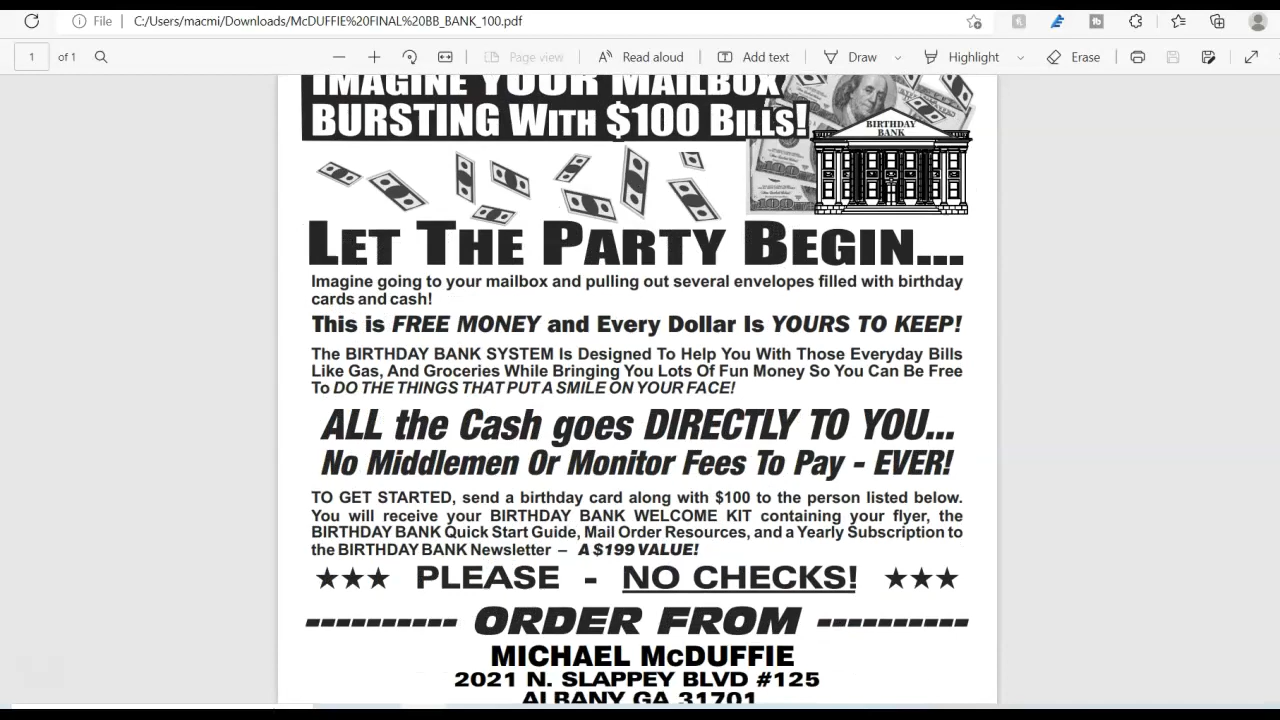 File
C:/Users/macmi/Downloads/McDUFFIE%20FINAL%20BB_BANK_100.pdf
1 of 1
Page view
Read aloud
Add text
Draw
Highlight
Erase
IMAGINE YOUR MAILBOX
BURSTING WITH $100 BILLS!
BIRTHDAY
BANK
LET THE PARTY BEGIN...
Imagine going to your mailbox and pulling out several envelopes filled with birthday
cards and cash!
This is FREE MONEY and Every Dollar Is YOURS TO KEEP!
The BIRTHDAY BANK SYSTEM Is Designed To Help You With Those Everyday Bills
Like Gas, And Groceries While Bringing You Lots Of Fun Money So You Can Be Free
To DO THE THINGS THAT PUT A SMILE ON YOUR FACE!
ALL the Cash goes DIRECTLY TO YOU...
No Middlemen Or Monitor Fees To Pay - EVER!
TO GET STARTED, send a birthday card along with $100 to the person listed below.
You will receive your BIRTHDAY BANK WELCOME KIT containing your flyer, the
BIRTHDAY BANK Quick Start Guide, Mail Order Resources, and a Yearly Subscription to
the BIRTHDAY BANK Newsletter – A $199 VALUE!
★★★ PLEASE - NO CHECKS! ★★★
---------- ORDER FROM ----------
MICHAEL McDUFFIE
2021 N. SLAPPEY BLVD #125
ALBANY GA 31701